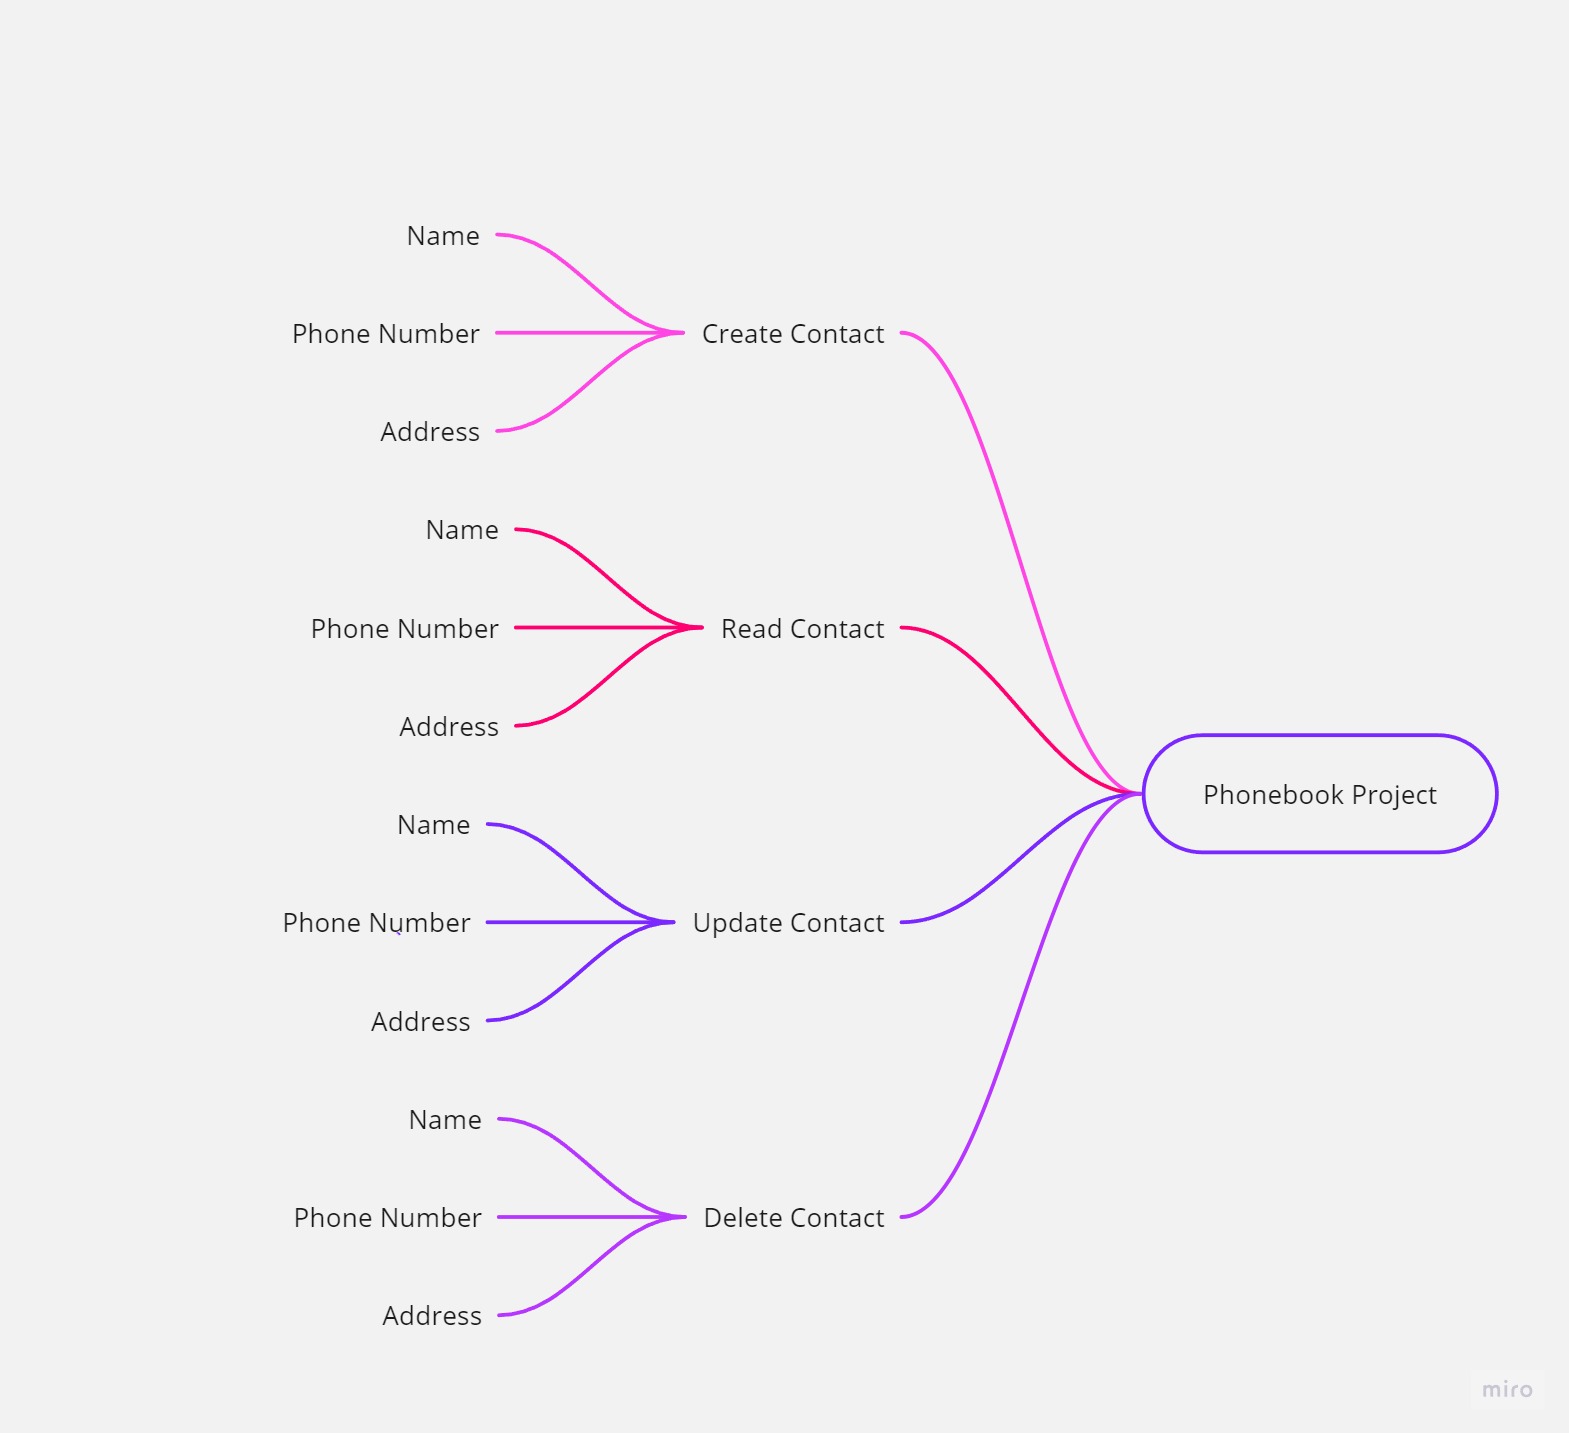 Name
Phone Number
Create Contact
Address
Name
Phone Number
Read Contact
Address
Phonebook Project
Name
Phone Number
Update Contact
Address
Name
Phone Number
Delete Contact
Address
miro